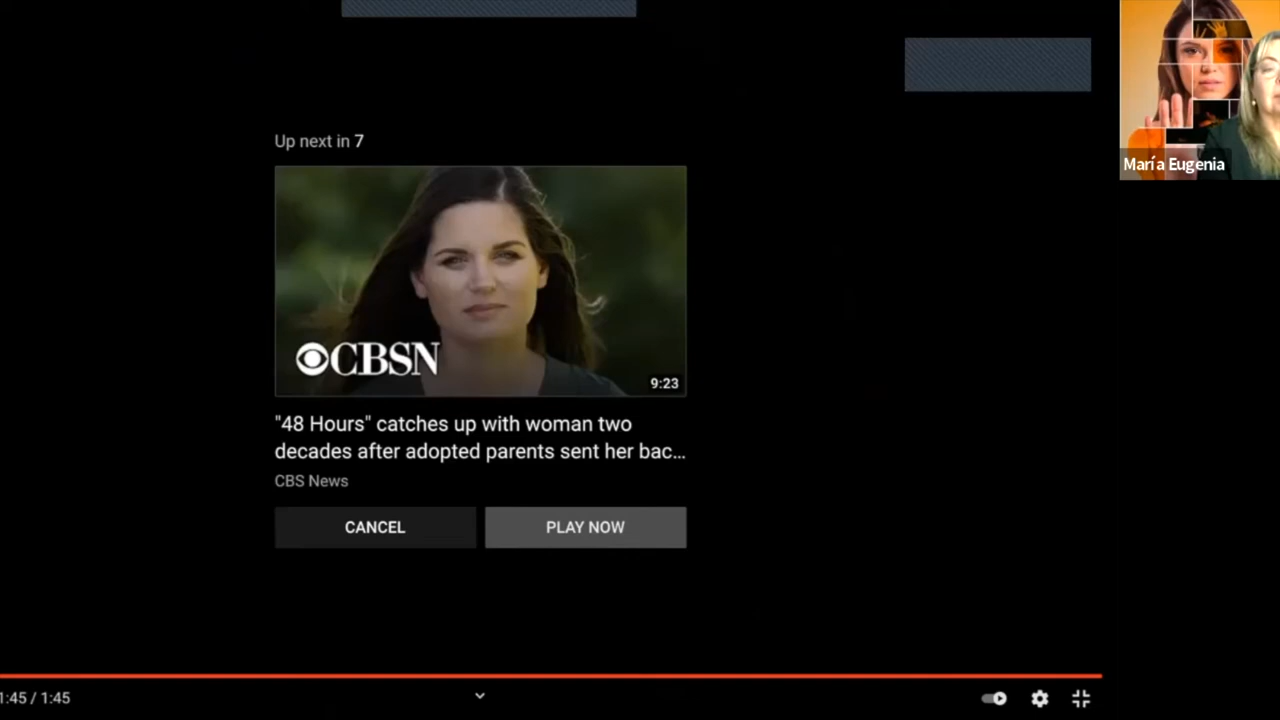 María Eugenia
Up next in 7
CBSN
9:23
"48 Hours" catches up with woman two
decades after adopted parents sent her bac...
CBS News
CANCEL
PLAY NOW
1:45 / 1:45